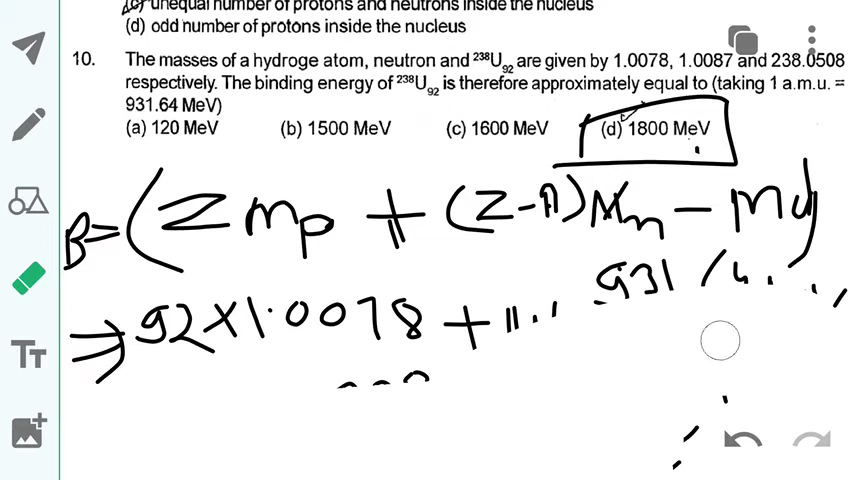 (c) unequal number of protons and neutrons inside the nucleus
(d) odd number of protons inside the nucleus
10. The masses of a hydroge atom, neutron and ²³⁸U₉₂ are given by 1.0078, 1.0087 and 238.0508
respectively. The binding energy of ²³⁸U₉₂ is therefore approximately equal to (taking 1 a.m.u. =
931.64 MeV)
(a) 120 MeV (b) 1500 MeV (c) 1600 MeV (d) 1800 MeV
B=(Z mp + (Z-A)Mn - Md)
931
⇒ 92×1.0078 +
TT